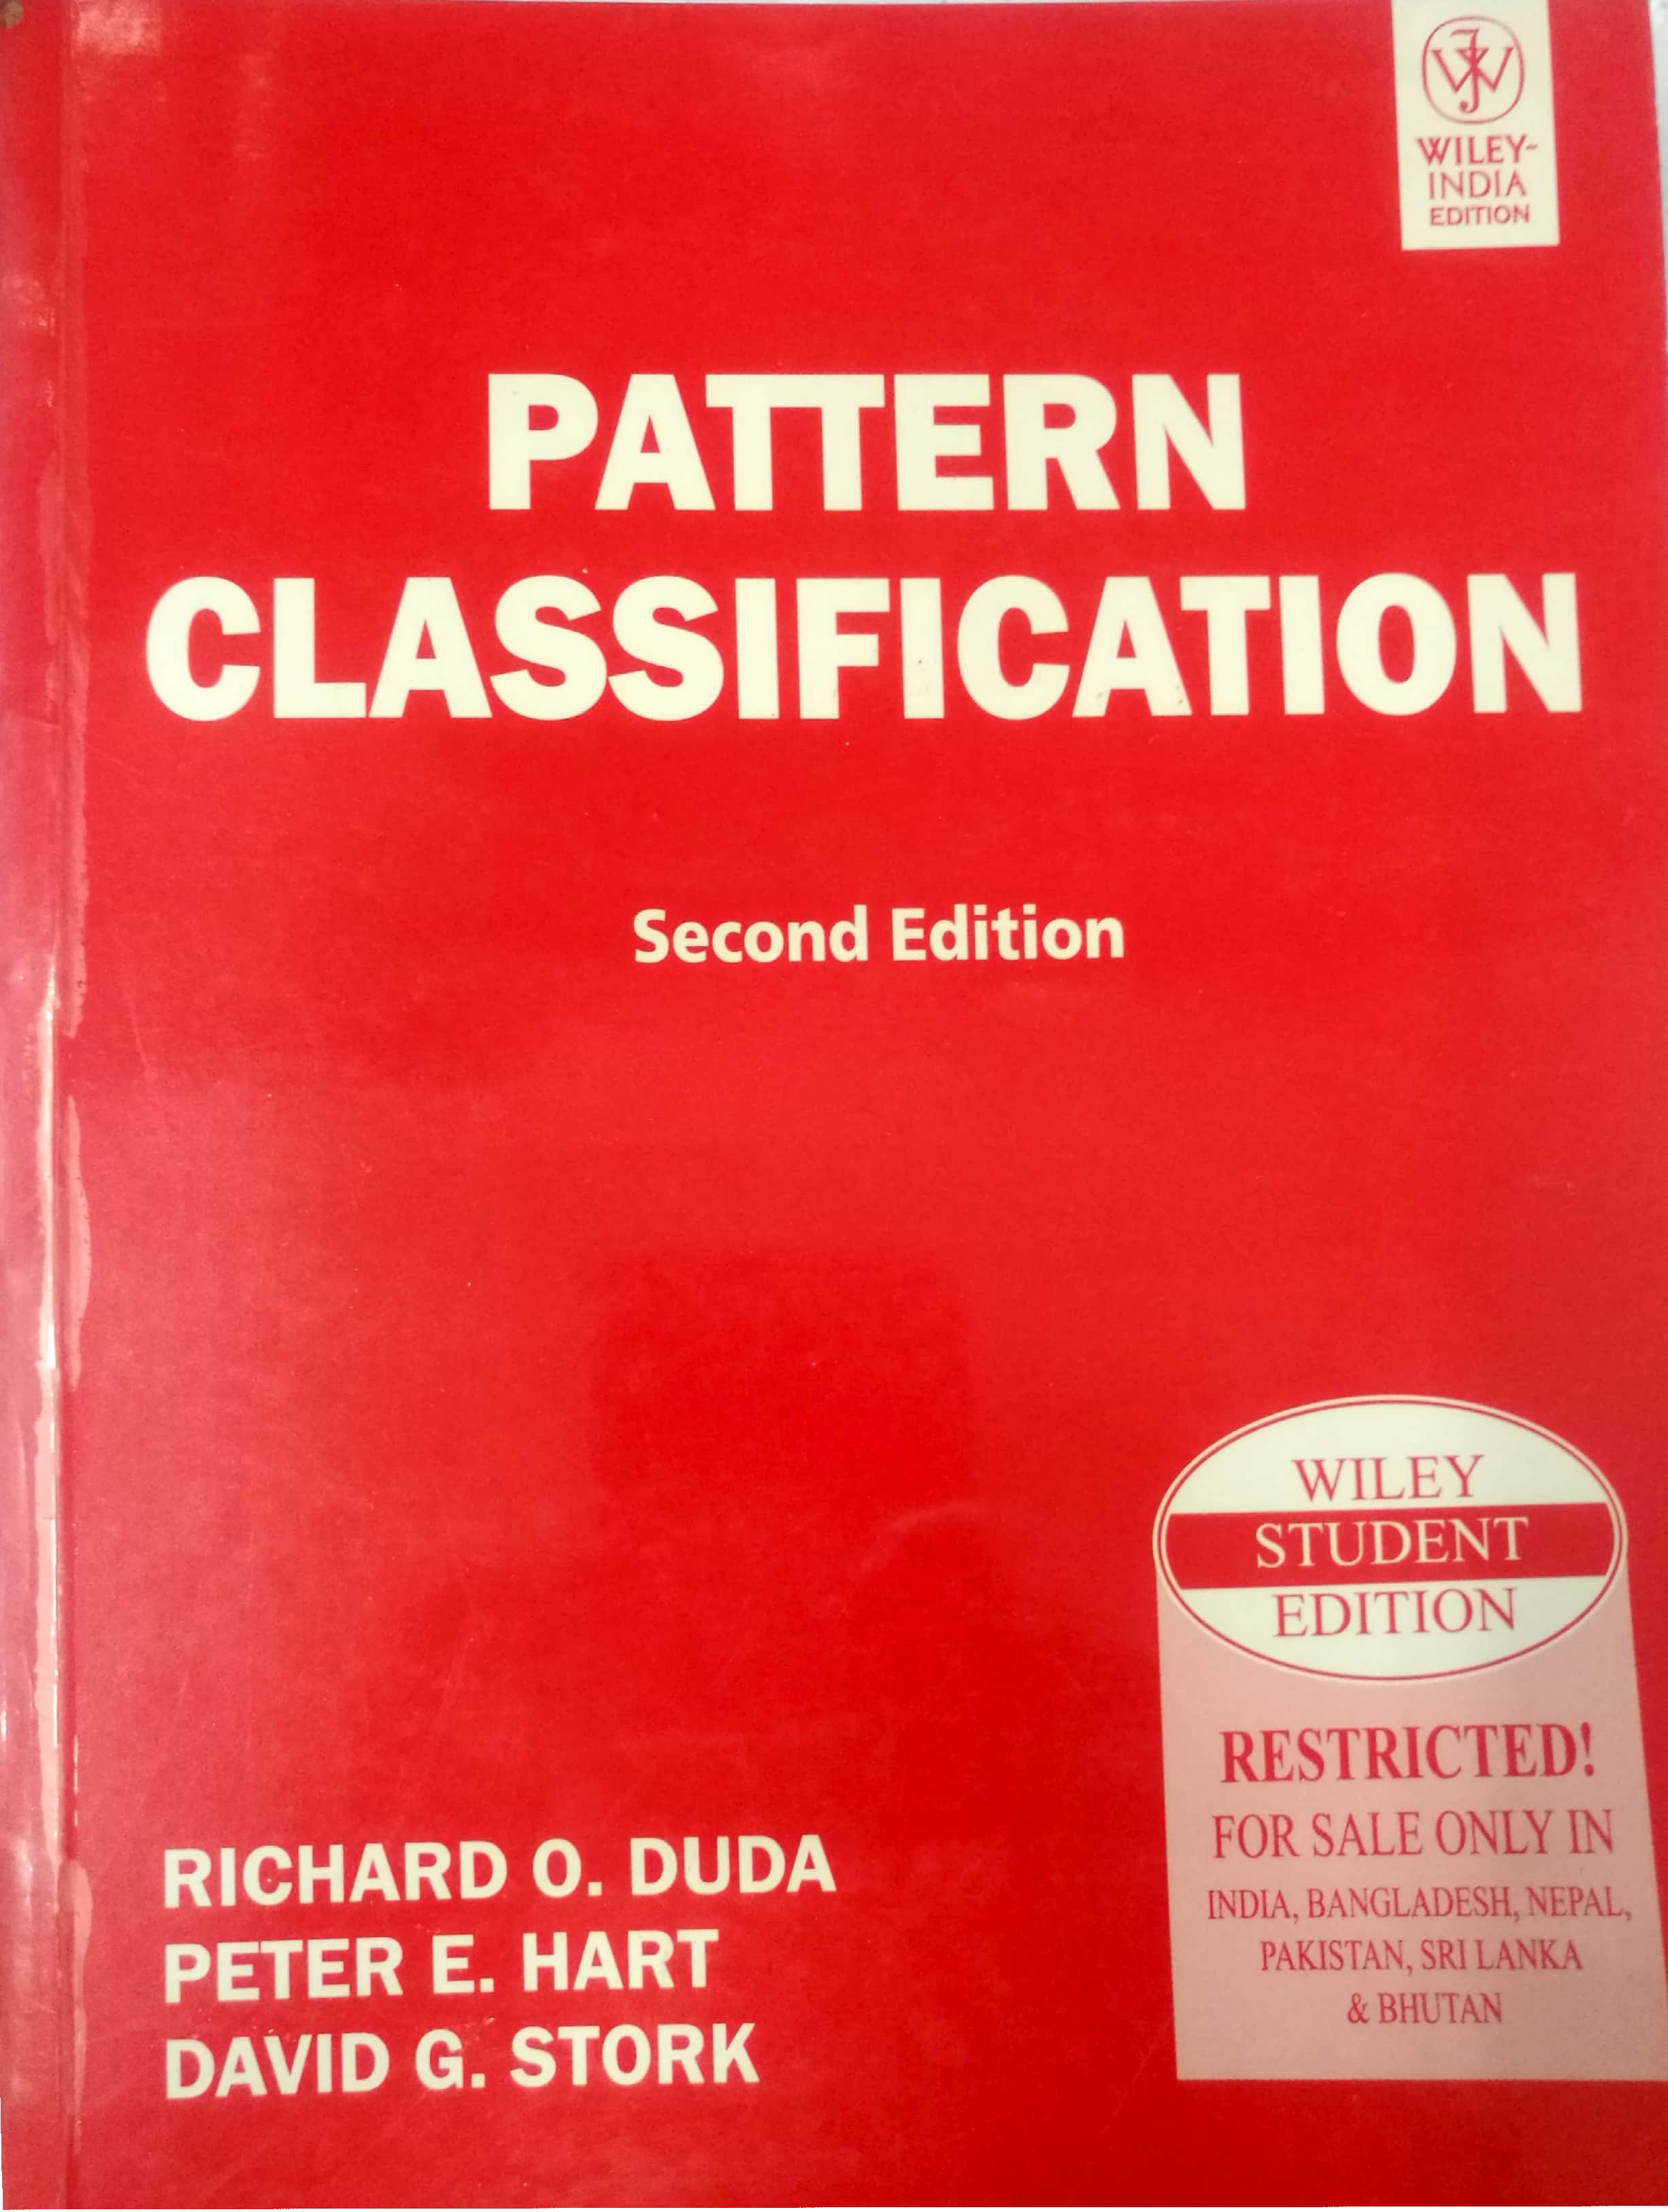 WILEY-
INDIA
EDITION
PATTERN
CLASSIFICATION
Second Edition
WILEY
STUDENT
EDITION
RESTRICTED!
FOR SALE ONLY IN
INDIA, BANGLADESH, NEPAL,
PAKISTAN, SRI LANKA
& BHUTAN
RICHARD O. DUDA
PETER E. HART
DAVID G. STORK